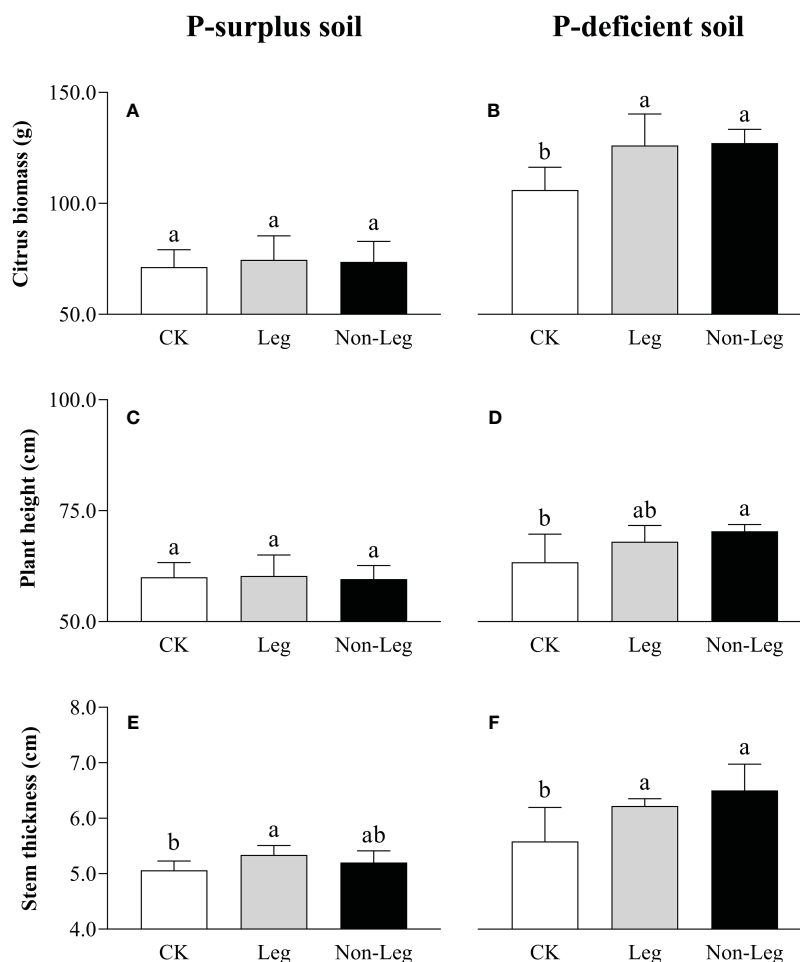 P-surplus soil P-deficient soil
Citrus biomass (g)
150.0
100.0
50.0
A
a a a
CK Leg Non-Leg
B
b a a
CK Leg Non-Leg
Plant height (cm)
100.0
75.0
50.0
C
a a a
CK Leg Non-Leg
D
b ab a
CK Leg Non-Leg
Stem thickness (cm)
8.0
7.0
6.0
5.0
4.0
E
b a ab
CK Leg Non-Leg
F
b a a
CK Leg Non-Leg